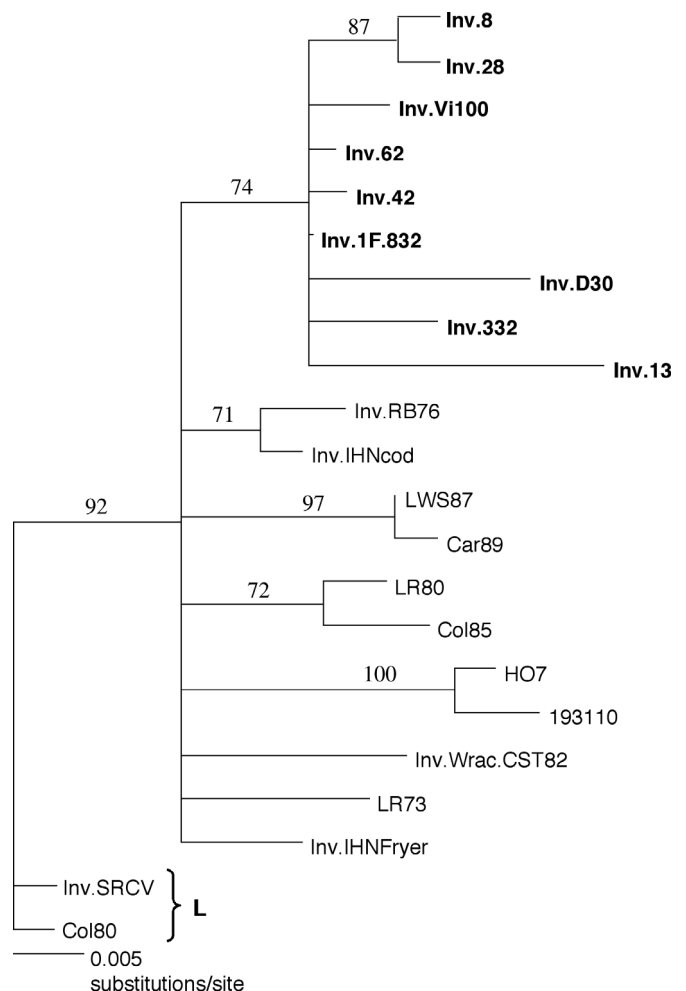 87
Inv.8
Inv.28
Inv.Vi100
Inv.62
74
Inv.42
Inv.1F.832
Inv.D30
Inv.332
Inv.13
71
Inv.RB76
Inv.IHNcod
92
97
LWS87
Car89
72
LR80
Col85
100
HO7
193110
Inv.Wrac.CST82
LR73
Inv.IHNFryer
Inv.SRCV
L
Col80
0.005
substitutions/site